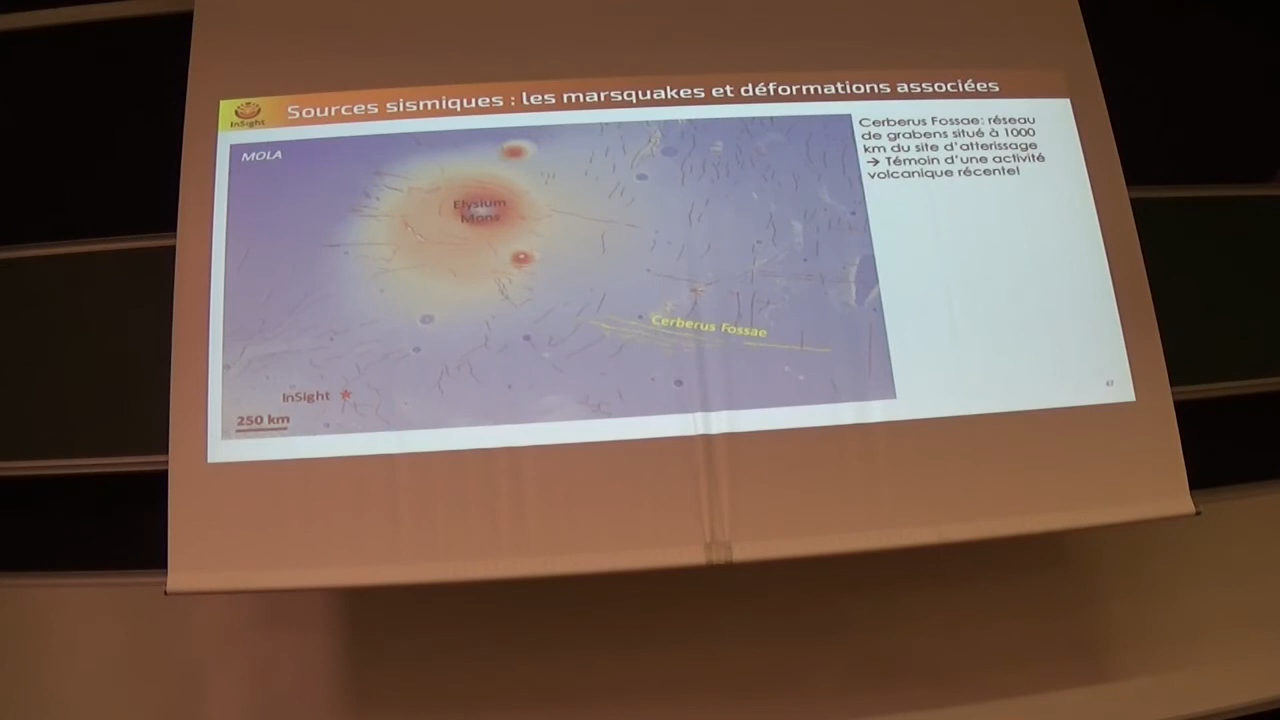 Sources sismiques : les marsquakes et déformations associées
InSight
MOLA
Elysium
Mons
Cerberus Fossae
InSight
250 km
Cerberus Fossae: réseau
de grabens situé à 1000
km du site d'atterissage
→ Témoin d'une activité
volcanique récente!